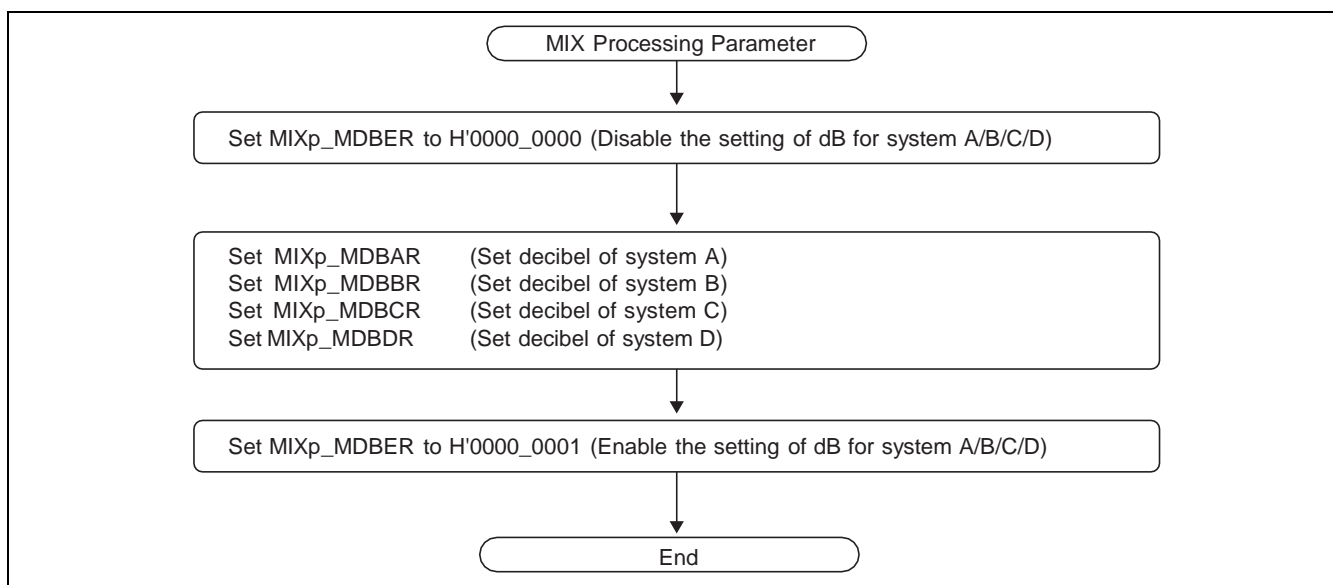 MIX Processing Parameter
Set MIXp_MDBER to H'0000_0000 (Disable the setting of dB for system A/B/C/D)
Set MIXp_MDBAR (Set decibel of system A)
Set MIXp_MDBBR (Set decibel of system B)
Set MIXp_MDBCR (Set decibel of system C)
Set MIXp_MDBDR (Set decibel of system D)
Set MIXp_MDBER to H'0000_0001 (Enable the setting of dB for system A/B/C/D)
End